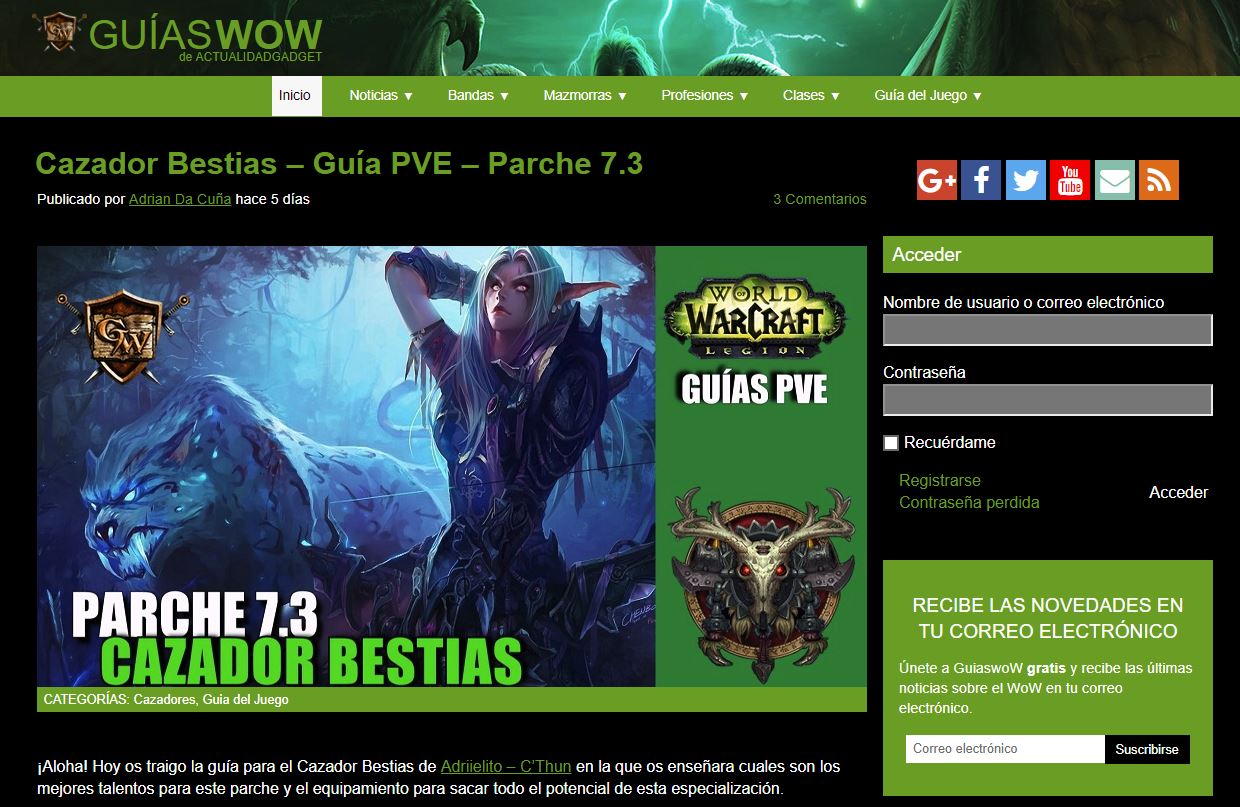 GUÍASWOW
de ACTUALIDADGADGET
Inicio
Noticias ▼
Bandas ▼
Mazmorras ▼
Profesiones ▼
Clases ▼
Guía del Juego ▼
Cazador Bestias – Guía PVE – Parche 7.3
Publicado por Adrian Da Cuña hace 5 días
3 Comentarios
GW
WORLD
WARCRAFT
LEGION
GUÍAS PVE
PARCHE 7.3
CAZADOR BESTIAS
CATEGORÍAS: Cazadores, Guia del Juego
¡Aloha! Hoy os traigo la guía para el Cazador Bestias de Adriielito – C'Thun en la que os enseñara cuales son los
mejores talentos para este parche y el equipamiento para sacar todo el potencial de esta especialización.
G+
You
Tube
Acceder
Nombre de usuario o correo electrónico
Contraseña
Recuérdame
Registrarse
Contraseña perdida
Acceder
RECIBE LAS NOVEDADES EN
TU CORREO ELECTRÓNICO
Únete a GuiaswoW gratis y recibe las últimas
noticias sobre el WoW en tu correo
electrónico.
Correo electrónico
Suscribirse